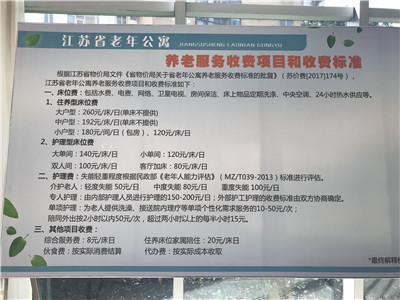 江苏省老年公寓
JIANGSUSHENG LAONIAN GONGYU
养老服务收费项目和收费标准
根据江苏省物价局文件《省物价局关于省老年公寓养老服务收费标准的批复》(苏价费[2017]174号),
江苏省老年公寓养老服务收费项目和收费标准如下:
一、床位费:包括水费、电费、网络、卫星电视、房间保洁、床上物品定期洗涤、中央空调、24小时热水供应等。
1、住养型床位费
大户型:260元/床/日(单床不提供)
中户型:192元/床/日(单床不提供)
小户型:180元/间/日(包房)、120元/床/日
2、护理型床位费
大单间:140元/床/日 小单间:120元/床/日
双人间:100元/床/日 客厅加床:80元/床/日
二、护理费:失能轻重程度根据民政部《老年人能力评估》(MZ/T039-2013)标准进行评估。
介护老人:轻度失能 50元/日 中度失能 80元/日 重度失能 100元/日
专人护理:由内部护理人员进行护理的150-200元/日;外部护工护理的收费由双方协商确定。
单项护理:为老人提供洗澡、接送院内理疗等单项个性化需求服务的10-50元/次;
陪同外出按2小时以内50元/次,超过两小时以上的每半小时15元。
三、其他项目收费:
综合服务费:8元/床/日 住养床位家属陪住:20元/床/日
伙食费:按实际消费结算 代办费:按实际成本收取
*最终解释权